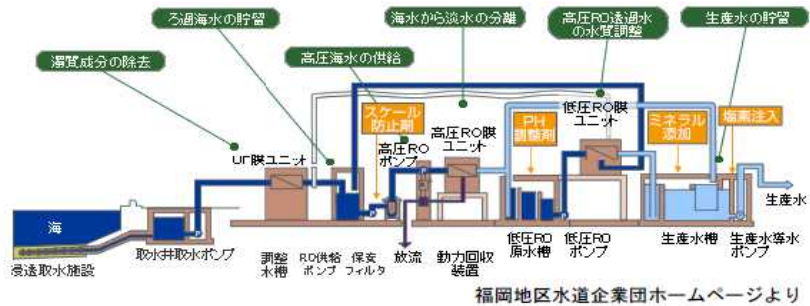 ろ過海水の貯留
海水から淡水の分離
高圧RO透過水
の水質調整
生産水の貯留
濁質成分の除去
高圧海水の供給
スケール
防止剤
高圧RO
ポンプ
高圧RO膜
ユニット
PH
調整剤
低圧RO膜
ユニット
ミネラル
添加
塩素注入
UF膜ユニット
海
生産水
浸透取水施設
取水井取水ポンプ
調整
水槽
RO供給
ポンプ
保安
フィルタ
放流
動力回収
装置
低圧RO
原水槽
低圧RO
ポンプ
生産水槽
生産水等水
ポンプ
福岡地区水道企業団ホームページより